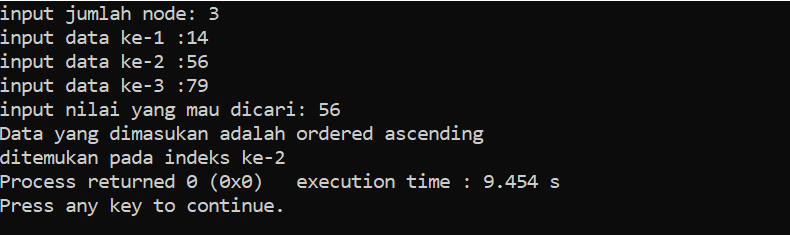 input jumlah node: 3
input data ke-1 :14
input data ke-2 :56
input data ke-3 :79
input nilai yang mau dicari: 56
Data yang dimasukan adalah ordered ascending
ditemukan pada indeks ke-2
Process returned 0 (0x0)   execution time : 9.454 s
Press any key to continue.